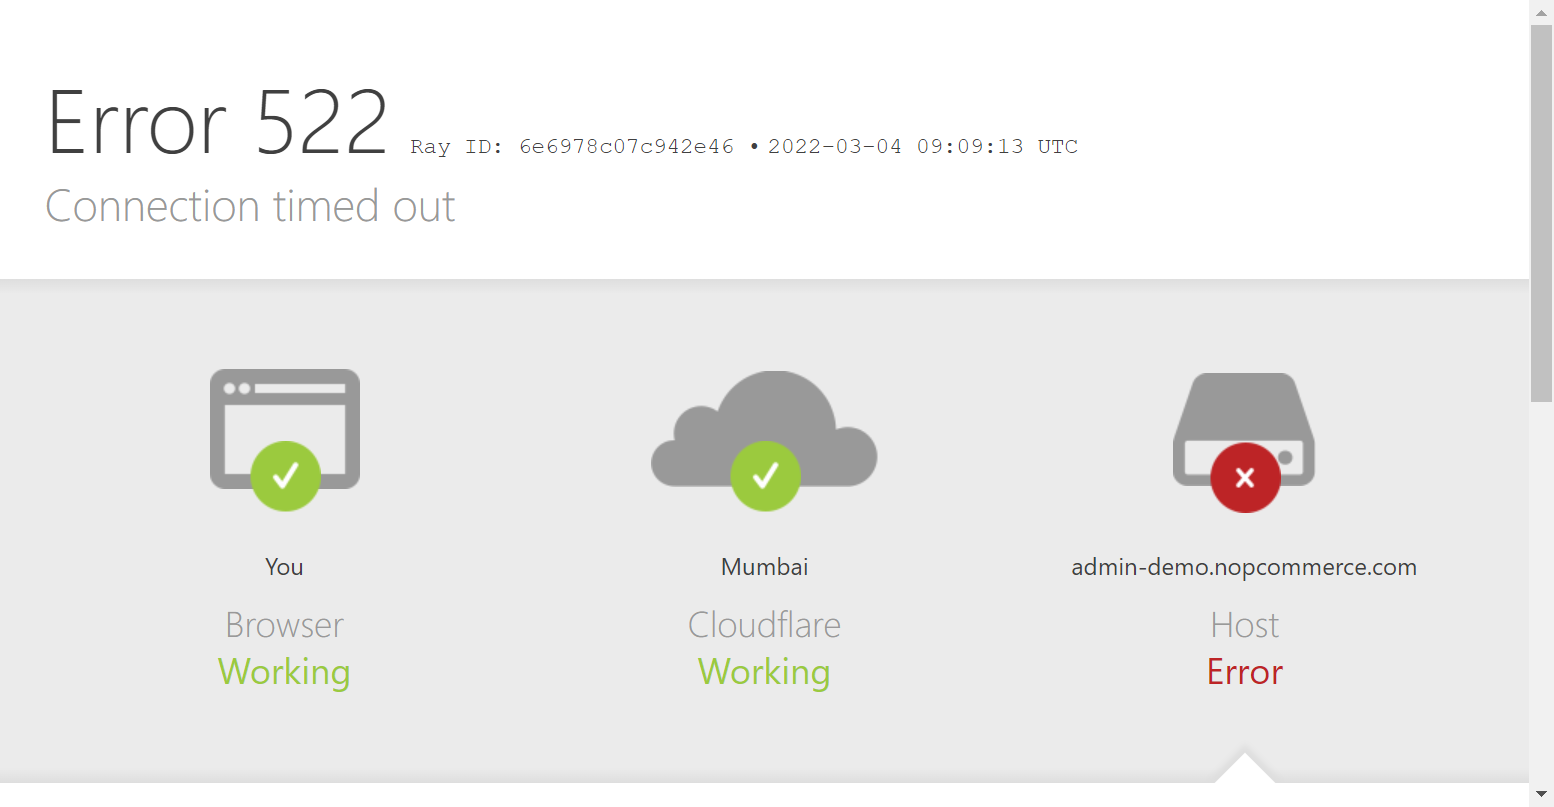 Error 522 Ray ID: 6e6978c07c942e46 • 2022-03-04 09:09:13 UTC
Connection timed out
You
Browser
Working
Mumbai
Cloudflare
Working
admin-demo.nopcommerce.com
Host
Error